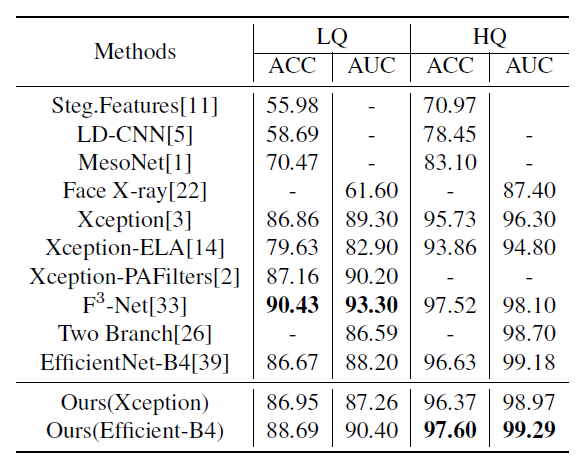 Methods LQ HQ
ACC AUC ACC AUC
Steg.Features[11] 55.98 - 70.97
LD-CNN[5] 58.69 - 78.45 -
MesoNet[1] 70.47 - 83.10 -
Face X-ray[22] - 61.60 - 87.40
Xception[3] 86.86 89.30 95.73 96.30
Xception-ELA[14] 79.63 82.90 93.86 94.80
Xception-PAFilters[2] 87.16 90.20 - -
F³-Net[33] 90.43 93.30 97.52 98.10
Two Branch[26] - 86.59 - 98.70
EfficientNet-B4[39] 86.67 88.20 96.63 99.18
Ours(Xception) 86.95 87.26 96.37 98.97
Ours(Efficient-B4) 88.69 90.40 97.60 99.29